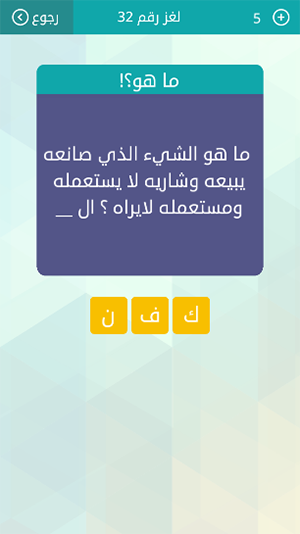 رجوع
لغز رقم 32
5
ما هو؟!
ما هو الشيء الذي صانعه
يبيعه وشاريه لا يستعمله
ومستعمله لايراه ؟ ال __
ك ف ن